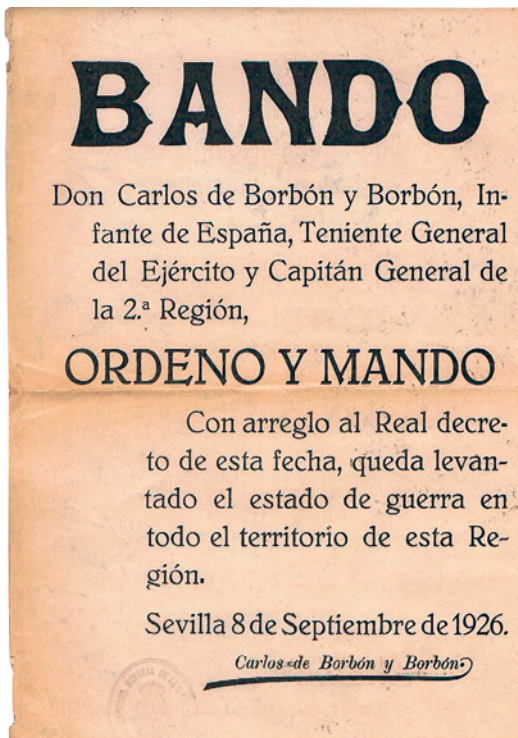 BANDO
Don Carlos de Borbón y Borbón, In-
fante de España, Teniente General
del Ejército y Capitán General de
la 2.ª Región,
ORDENO Y MANDO
Con arreglo al Real decre-
to de esta fecha, queda levan-
tado el estado de guerra en
todo el territorio de esta Re-
gión.
Sevilla 8 de Septiembre de 1926.
Carlos de Borbón y Borbón